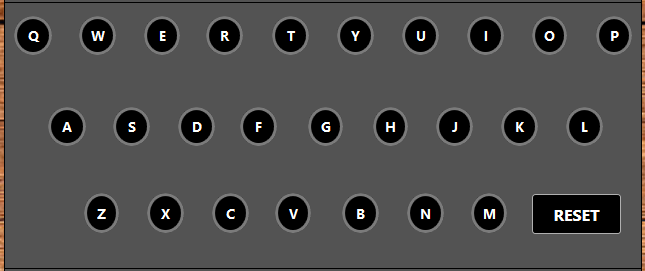 Q W E R T Y U I O P
A S D F G H J K L
Z X C V B N M RESET